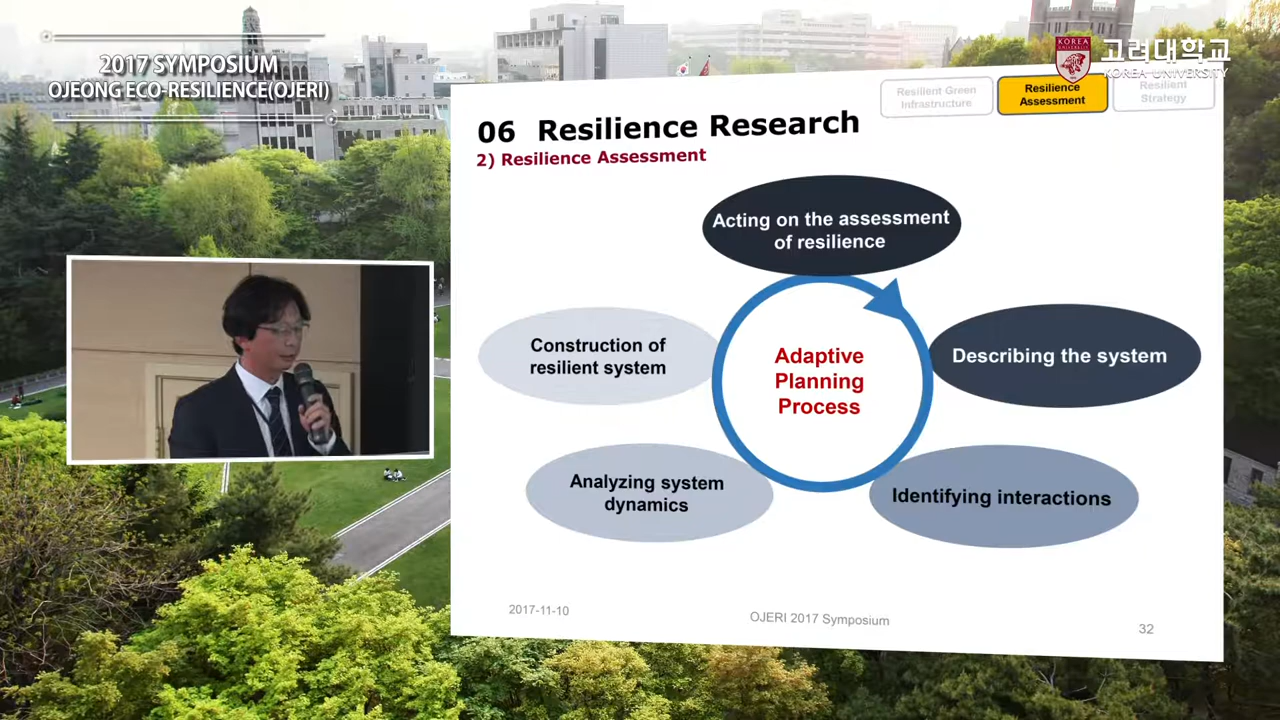 2017 SYMPOSIUM
OJEONG ECO-RESILIENCE(OJERI)
KOREA
UNIVERSITY
고려대학교
KOREA UNIVERSITY
Resilient Green
Infrastructure
Resilience
Assessment
Resilient
Strategy
06 Resilience Research
2) Resilience Assessment
Acting on the assessment
of resilience
Construction of
resilient system
Adaptive
Planning
Process
Describing the system
Analyzing system
dynamics
Identifying interactions
2017-11-10
OJERI 2017 Symposium
32